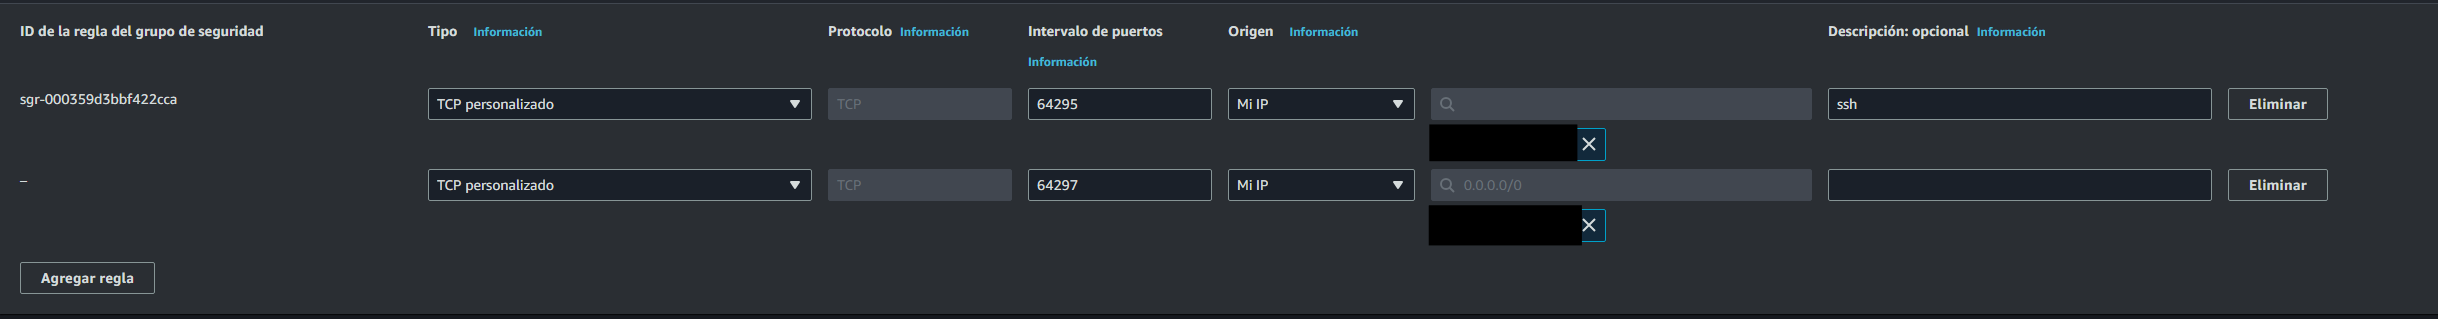 ID de la regla del grupo de seguridad Tipo Información Protocolo Información Intervalo de puertos Origen Información Descripción: opcional Información
Información
sgr-000359d3bbf422cca TCP personalizado TCP 64295 Mi IP ssh Eliminar
– TCP personalizado TCP 64297 Mi IP 0.0.0.0/0 Eliminar
Agregar regla